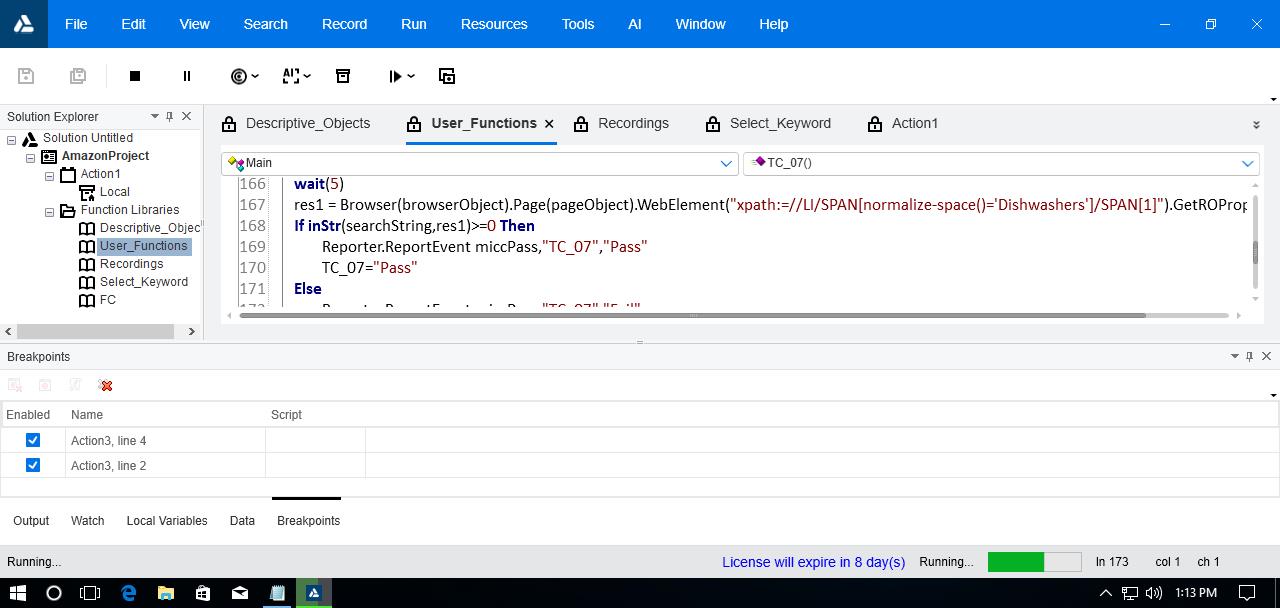 File Edit View Search Record Run Resources Tools AI Window Help
Solution Explorer
Solution Untitled
AmazonProject
Action1
Local
Function Libraries
Descriptive_Objec
User_Functions
Recordings
Select_Keyword
FC
Descriptive_Objects User_Functions Recordings Select_Keyword Action1
Main TC_07()
166 wait(5)
167 res1 = Browser(browserObject).Page(pageObject).WebElement("xpath:=//LI/SPAN[normalize-space()='Dishwashers']/SPAN[1]").GetROProp
168 If inStr(searchString,res1)>=0 Then
169 Reporter.ReportEvent miccPass,"TC_07","Pass"
170 TC_07="Pass"
171 Else
Breakpoints
Enabled Name Script
Action3, line 4
Action3, line 2
Output Watch Local Variables Data Breakpoints
Running... License will expire in 8 day(s) Running... ln 173 col 1 ch 1
1:13 PM